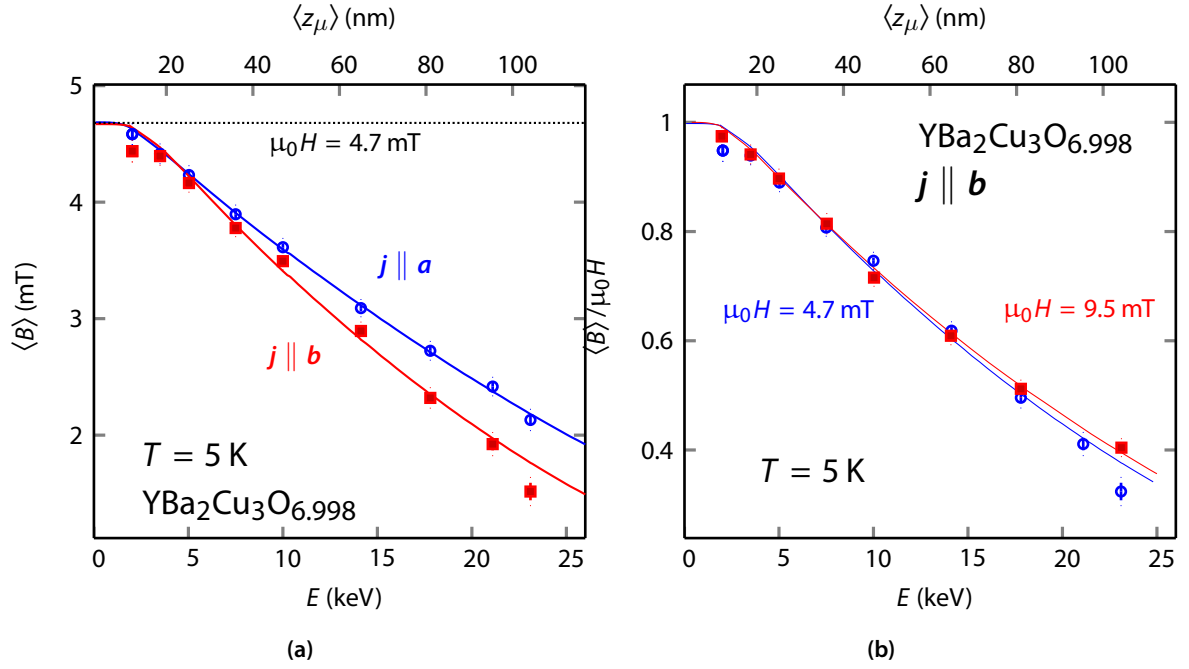 ⟨zμ⟩ (nm)
20 40 60 80 100
5
4
3
2
⟨B⟩ (mT)
μ0H = 4.7 mT
j ∥ a
j ∥ b
T = 5 K
YBa2Cu3O6.998
0 5 10 15 20 25
E (keV)
(a)
⟨zμ⟩ (nm)
20 40 60 80 100
1
0.8
0.6
0.4
⟨B⟩/μ0H
YBa2Cu3O6.998
j ∥ b
μ0H = 4.7 mT
μ0H = 9.5 mT
T = 5 K
0 5 10 15 20 25
E (keV)
(b)